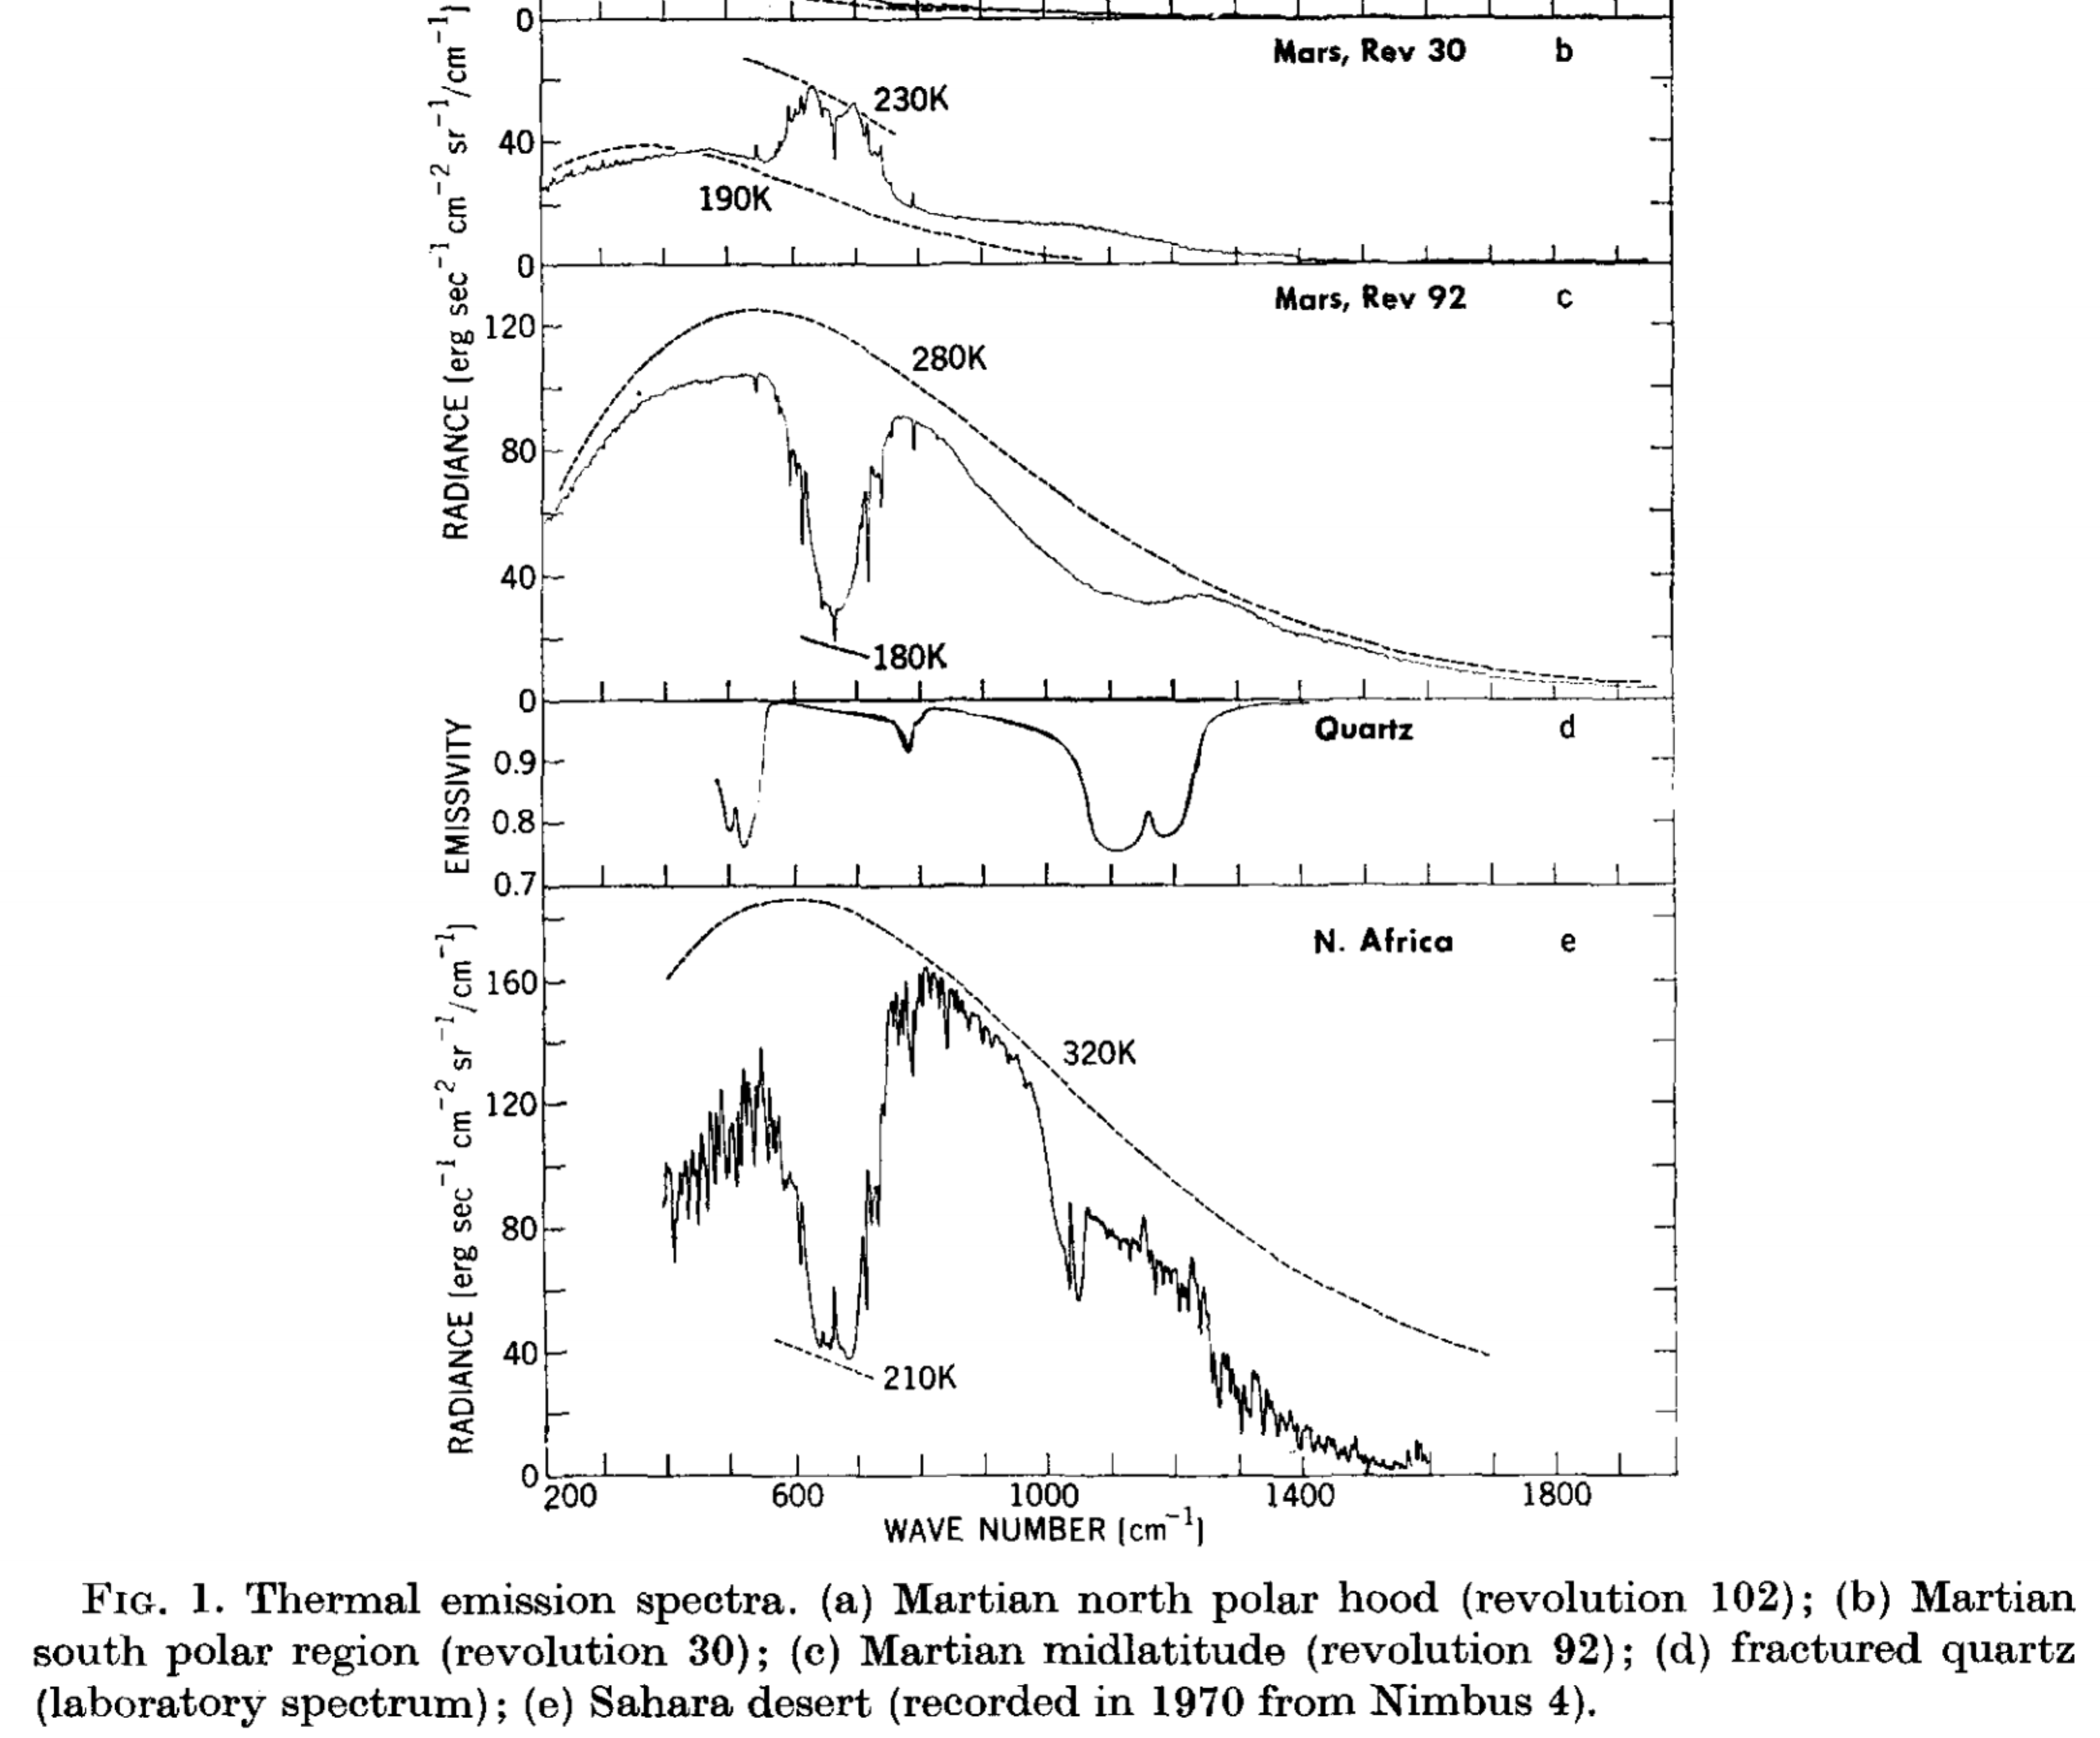 0
RADIANCE (erg sec⁻¹ cm⁻² sr⁻¹/cm⁻¹)
Mars, Rev 30 b
230K
40
190K
0
Mars, Rev 92 c
120
280K
80
40
180K
0
EMISSIVITY
Quartz d
0.9
0.8
0.7
RADIANCE (erg sec⁻¹ cm⁻² sr⁻¹/cm⁻¹)
N. Africa e
160
320K
120
80
40
210K
0
200 600 1000 1400 1800
WAVE NUMBER (cm⁻¹)
FIG. 1. Thermal emission spectra. (a) Martian north polar hood (revolution 102); (b) Martian
south polar region (revolution 30); (c) Martian midlatitude (revolution 92); (d) fractured quartz
(laboratory spectrum); (e) Sahara desert (recorded in 1970 from Nimbus 4).